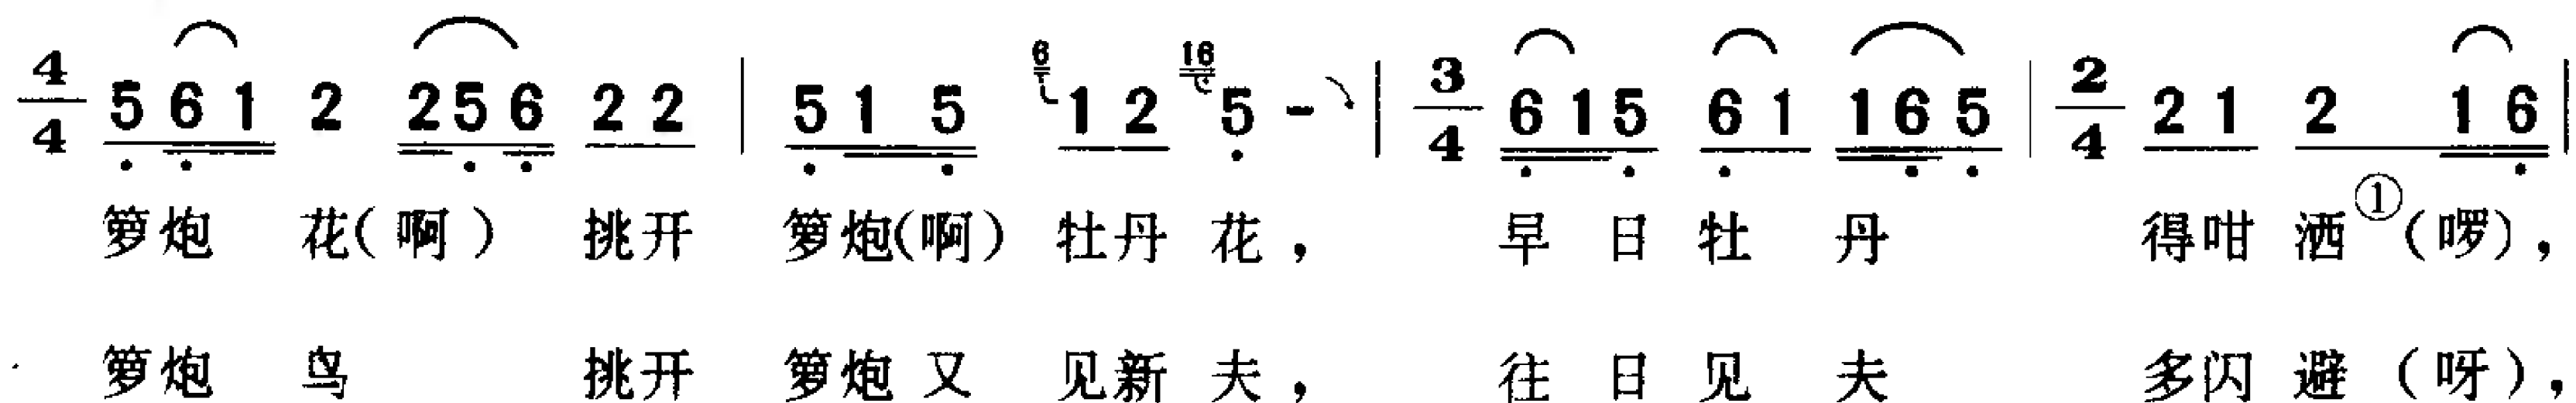 4/4 5 6 1 2 2 5 6 2 2 | 5 1 5 6 1 2 16 5 - | 3/4 6 1 5 6 1 1 6 5 | 2/4 2 1 2 1 6 |
箩炮 花(啊) 挑开 箩炮(啊) 牡丹 花， 早 日 牡 丹 得咁 洒①(啰)，
箩炮 鸟 挑开 箩炮 又 见新 夫， 往 日 见 夫 多闪 避 (呀)，